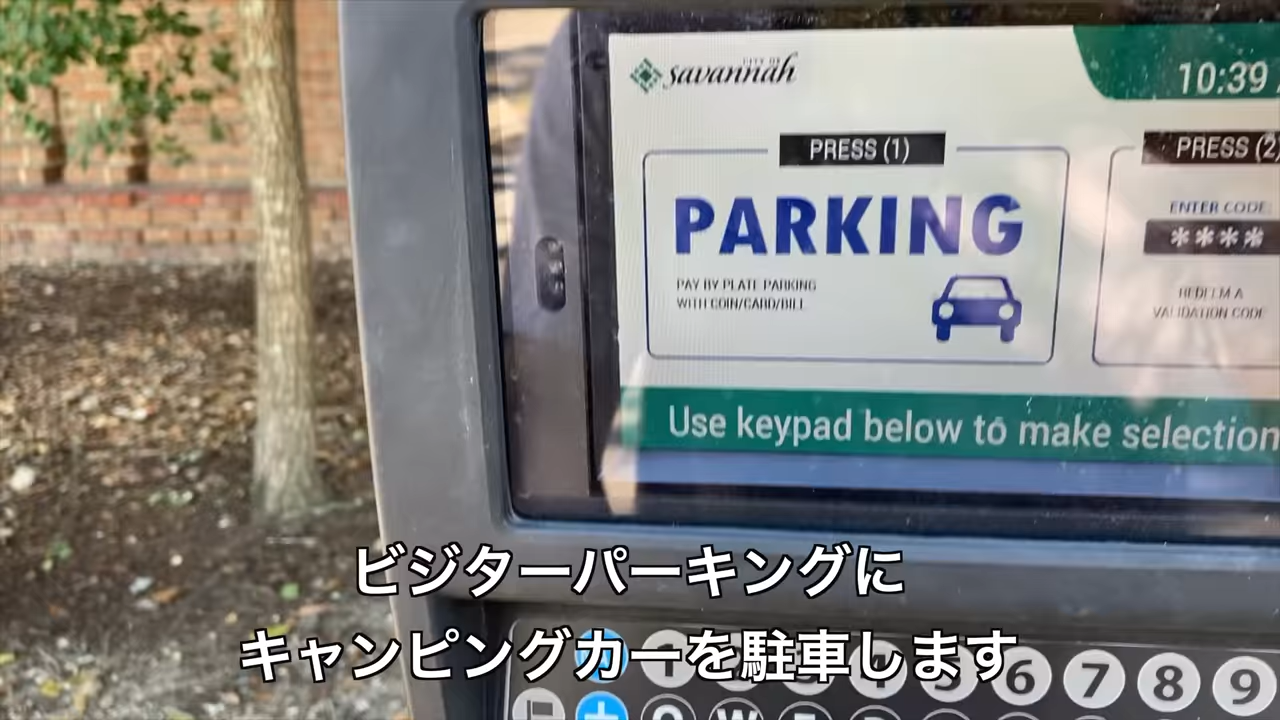 CITY OF
savannah
10:39
PRESS (1)
PARKING
PAY BY PLATE PARKING
WITH COIN/CARD/BILL
PRESS (2)
ENTER CODE
****
REDEEM A
VALIDATION CODE
Use keypad below to make selection
ビジターパーキングに
キャンピングカーを駐車します
6 7 8 9